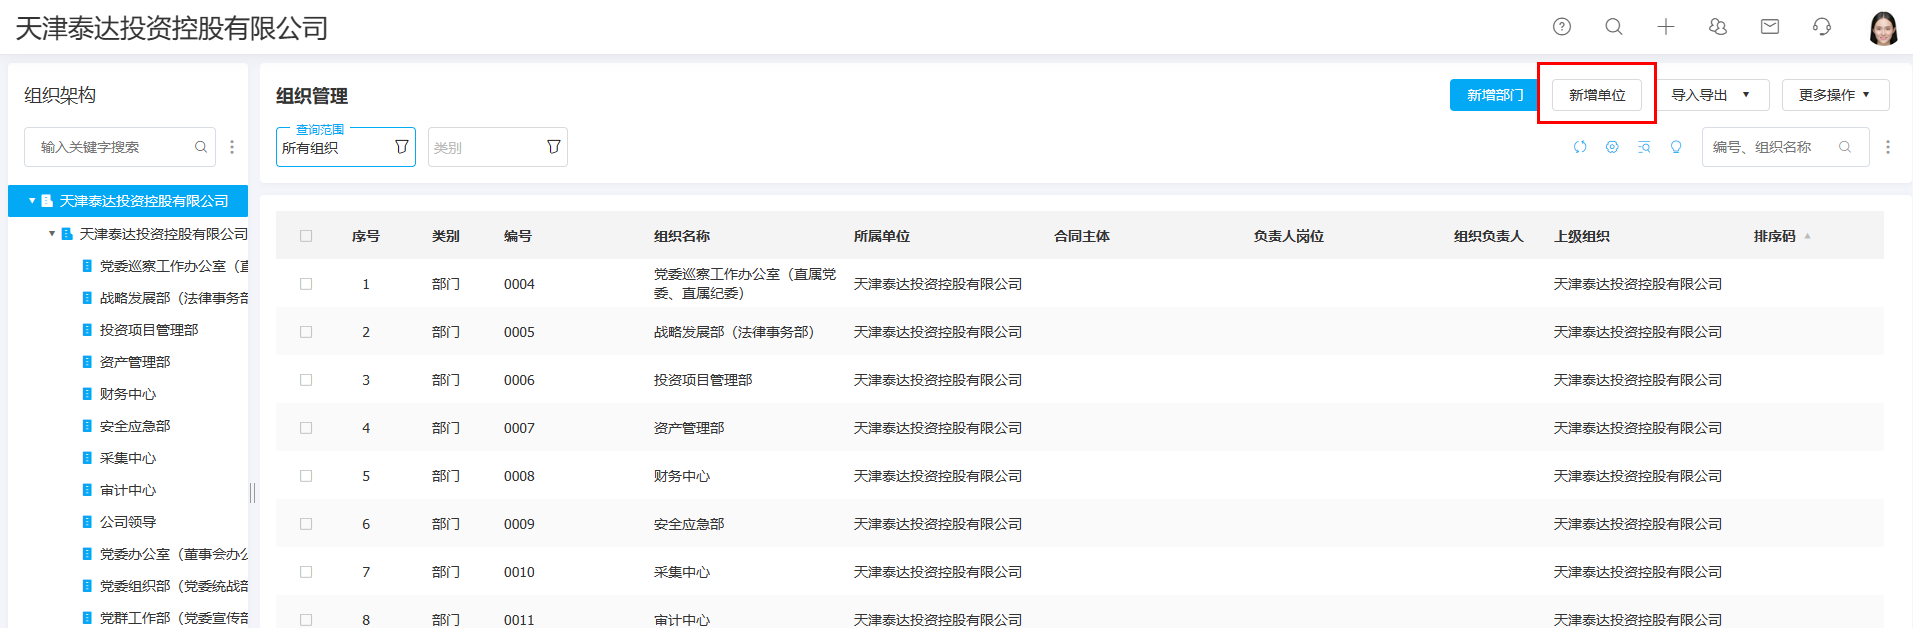 天津泰达投资控股有限公司
组织架构
输入关键字搜索
天津泰达投资控股有限公司
天津泰达投资控股有限公司
党委巡察工作办公室（直
战略发展部（法律事务部
投资项目管理部
资产管理部
财务中心
安全应急部
采集中心
审计中心
公司领导
党委办公室（董事会办公
党委组织部（党委统战部
党群工作部（党委宣传部
组织管理
新增部门 新增单位 导入导出 更多操作
查询范围
所有组织 类别 编号、组织名称
序号 类别 编号 组织名称 所属单位 合同主体 负责人岗位 组织负责人 上级组织 排序码
1 部门 0004 党委巡察工作办公室（直属党委、直属纪委） 天津泰达投资控股有限公司 天津泰达投资控股有限公司
2 部门 0005 战略发展部（法律事务部） 天津泰达投资控股有限公司 天津泰达投资控股有限公司
3 部门 0006 投资项目管理部 天津泰达投资控股有限公司 天津泰达投资控股有限公司
4 部门 0007 资产管理部 天津泰达投资控股有限公司 天津泰达投资控股有限公司
5 部门 0008 财务中心 天津泰达投资控股有限公司 天津泰达投资控股有限公司
6 部门 0009 安全应急部 天津泰达投资控股有限公司 天津泰达投资控股有限公司
7 部门 0010 采集中心 天津泰达投资控股有限公司 天津泰达投资控股有限公司
8 部门 0011 审计中心 天津泰达投资控股有限公司 天津泰达投资控股有限公司